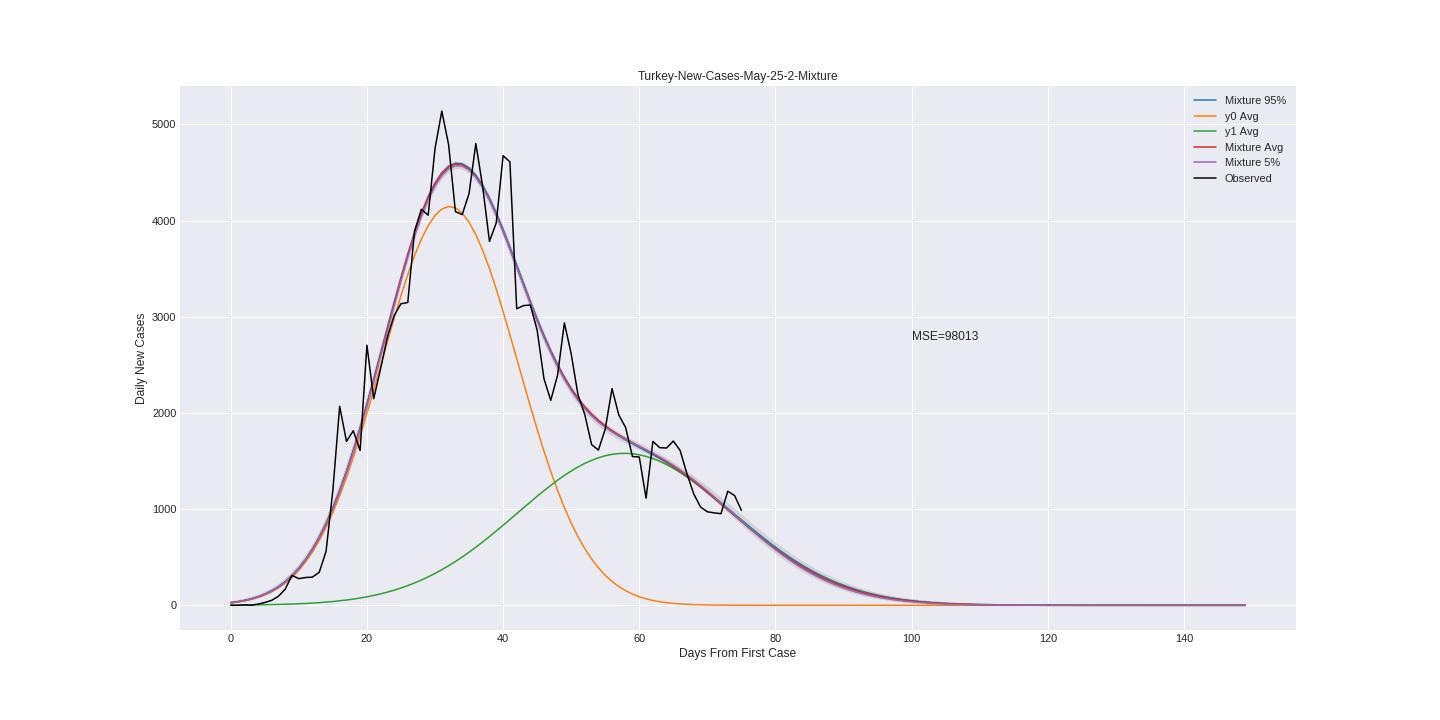 Turkey-New-Cases-May-25-2-Mixture
Mixture 95%
y0 Avg
y1 Avg
Mixture Avg
Mixture 5%
Observed
MSE=98013
Daily New Cases
5000
4000
3000
2000
1000
0
0 20 40 60 80 100 120 140
Days From First Case